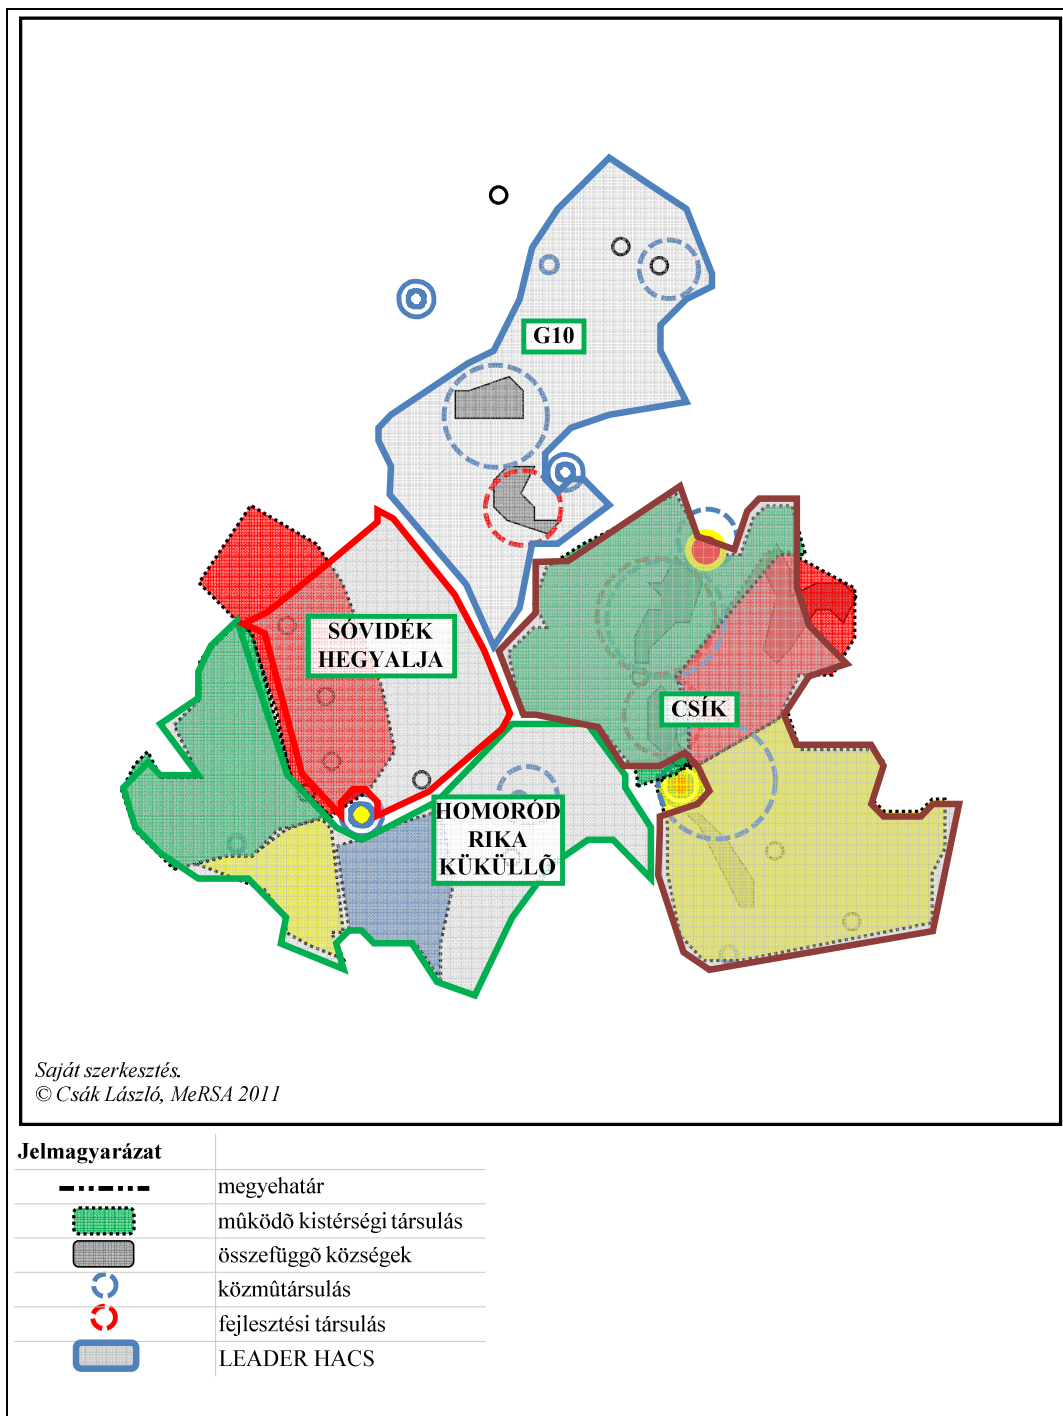 G10
SÓVIDÉK
HEGYALJA
CSÍK
HOMORÓD
RIKA
KÜKÜLLÕ
Saját szerkesztés.
© Csák László, MeRSA 2011
Jelmagyarázat
megyehatár
mûködõ kistérségi társulás
összefüggõ községek
közmûtársulás
fejlesztési társulás
LEADER HACS